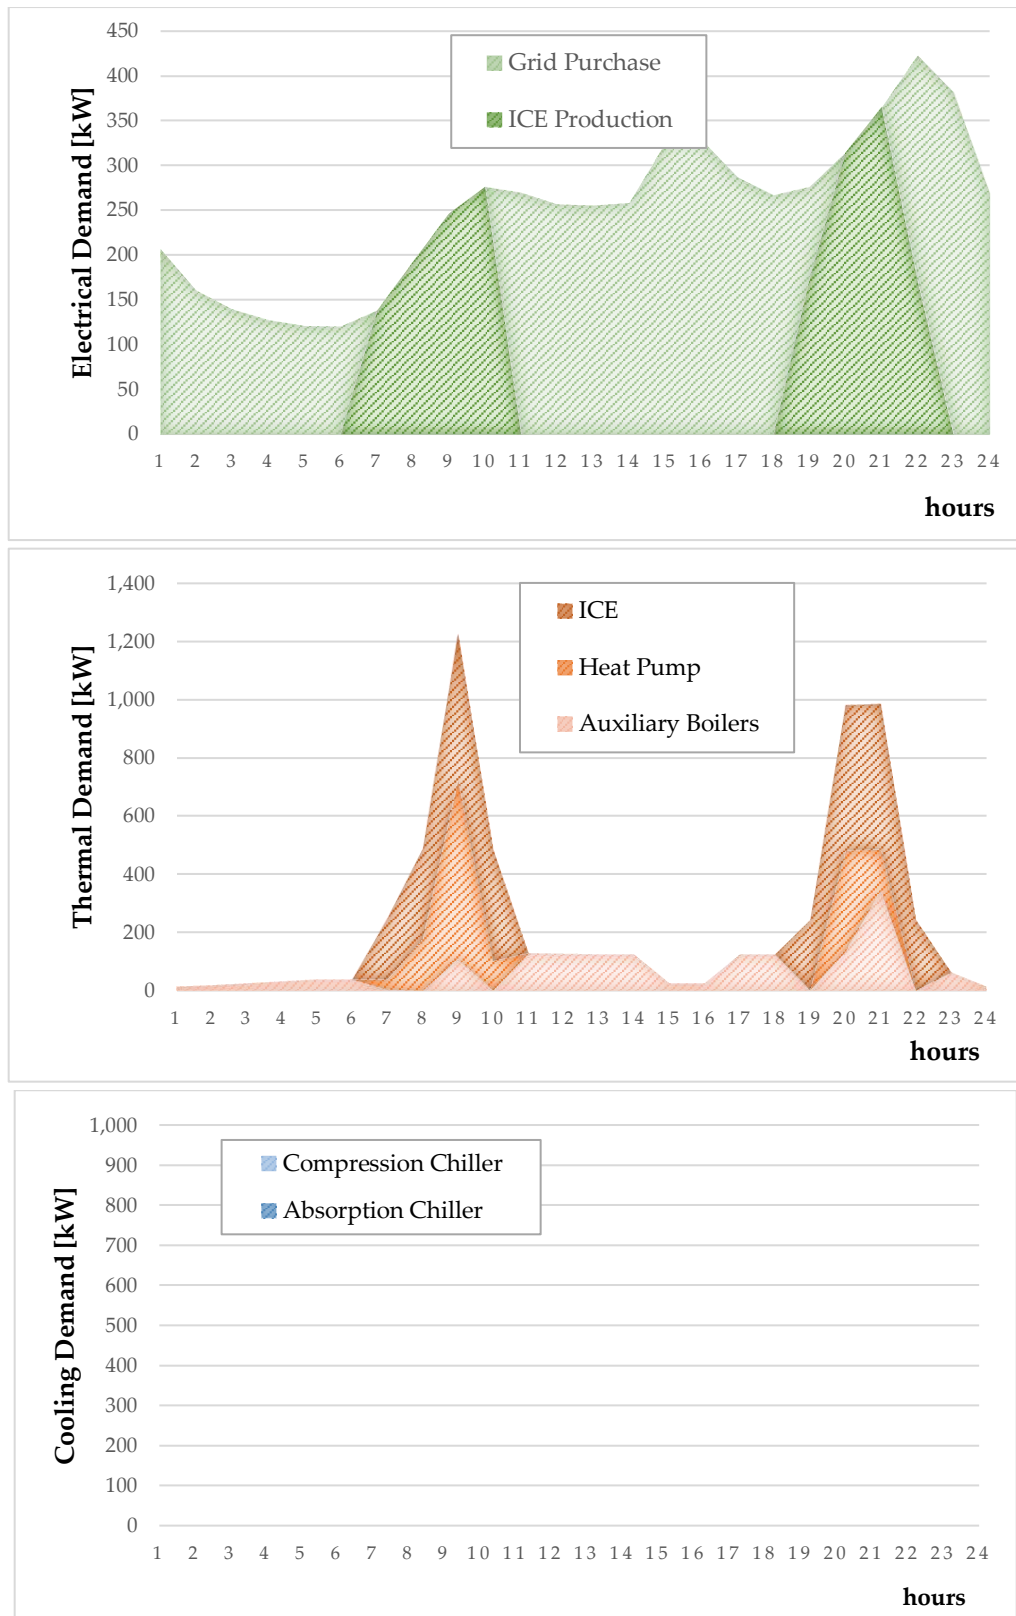 Electrical Demand [kW]
450
400
350
300
250
200
150
100
50
0
Grid Purchase
ICE Production
1 2 3 4 5 6 7 8 9 10 11 12 13 14 15 16 17 18 19 20 21 22 23 24
hours
Thermal Demand [kW]
1,400
1,200
1,000
800
600
400
200
0
ICE
Heat Pump
Auxiliary Boilers
1 2 3 4 5 6 7 8 9 10 11 12 13 14 15 16 17 18 19 20 21 22 23 24
hours
Cooling Demand [kW]
1,000
900
800
700
600
500
400
300
200
100
0
Compression Chiller
Absorption Chiller
1 2 3 4 5 6 7 8 9 10 11 12 13 14 15 16 17 18 19 20 21 22 23 24
hours